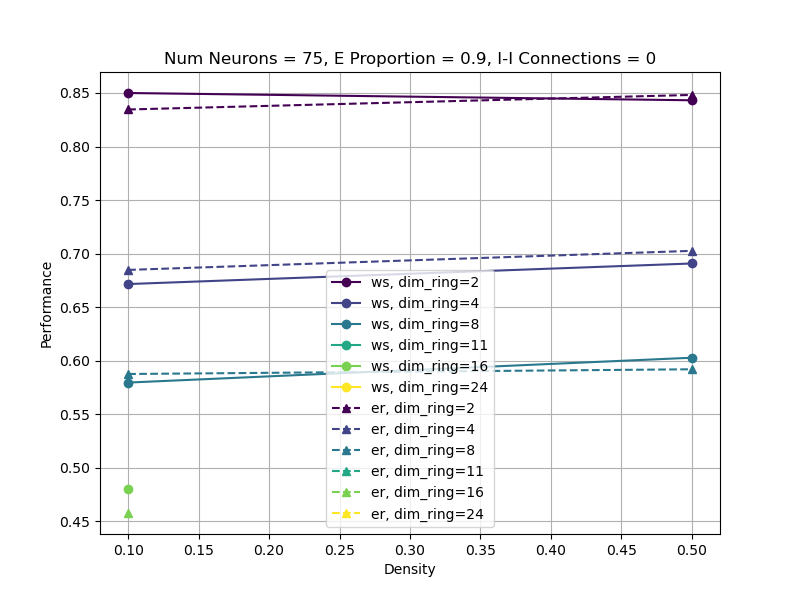 Num Neurons = 75, E Proportion = 0.9, I-I Connections = 0
Performance
0.85
0.80
0.75
0.70
0.65
0.60
0.55
0.50
0.45
ws, dim_ring=2
ws, dim_ring=4
ws, dim_ring=8
ws, dim_ring=11
ws, dim_ring=16
ws, dim_ring=24
er, dim_ring=2
er, dim_ring=4
er, dim_ring=8
er, dim_ring=11
er, dim_ring=16
er, dim_ring=24
0.10 0.15 0.20 0.25 0.30 0.35 0.40 0.45 0.50
Density